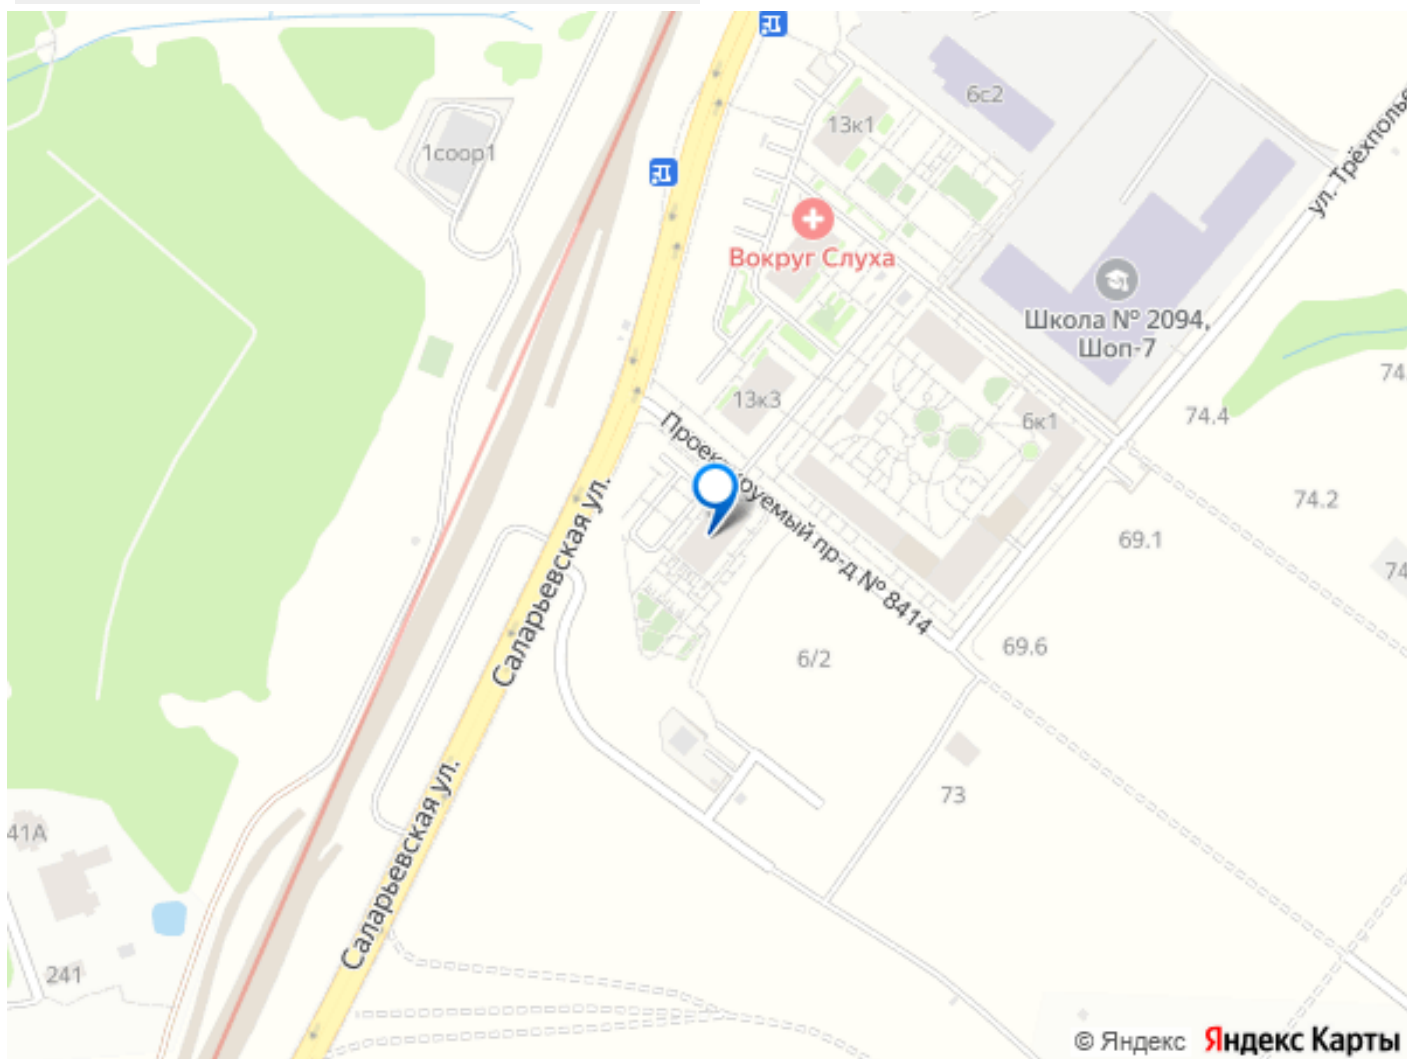 6с2
13к1
1соор1
ул. Трёхполье
Вокруг Слуха
Школа № 2094,
Шоп-7
74.
13к3
6к1
74.4
Проектируемый пр-д № 8414
74.2
69.1
74
Саларьевская ул.
6/2
69.6
73
Саларьевская ул.
41А
241
© Яндекс Яндекс Карты